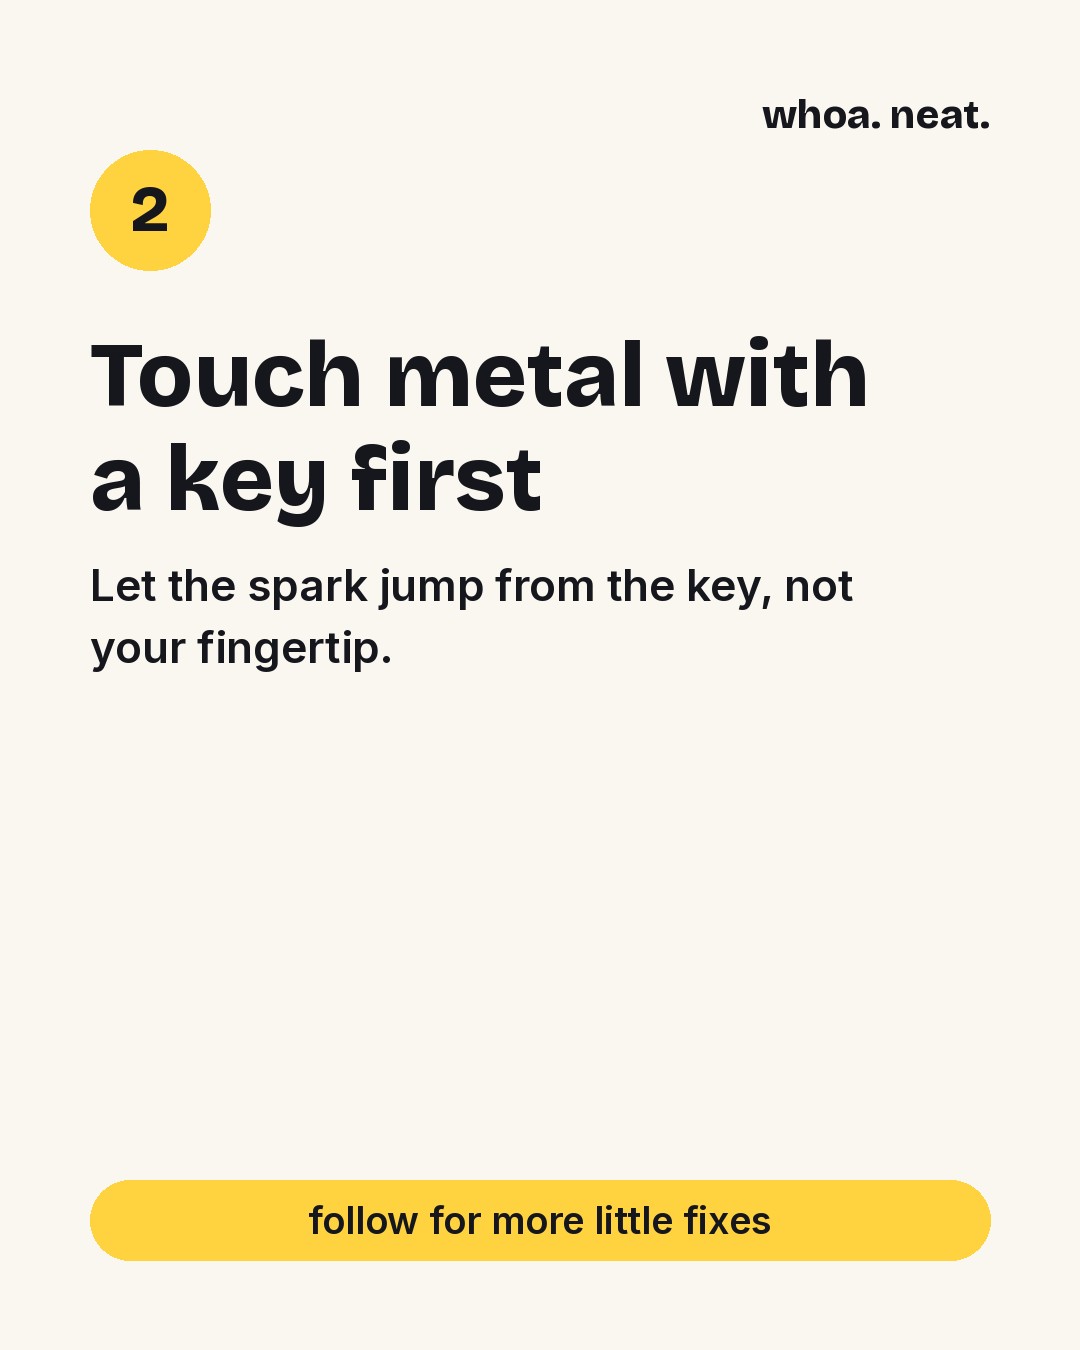 whoa. neat.
2
Touch metal with
a key first
Let the spark jump from the key, not
your fingertip.
follow for more little fixes